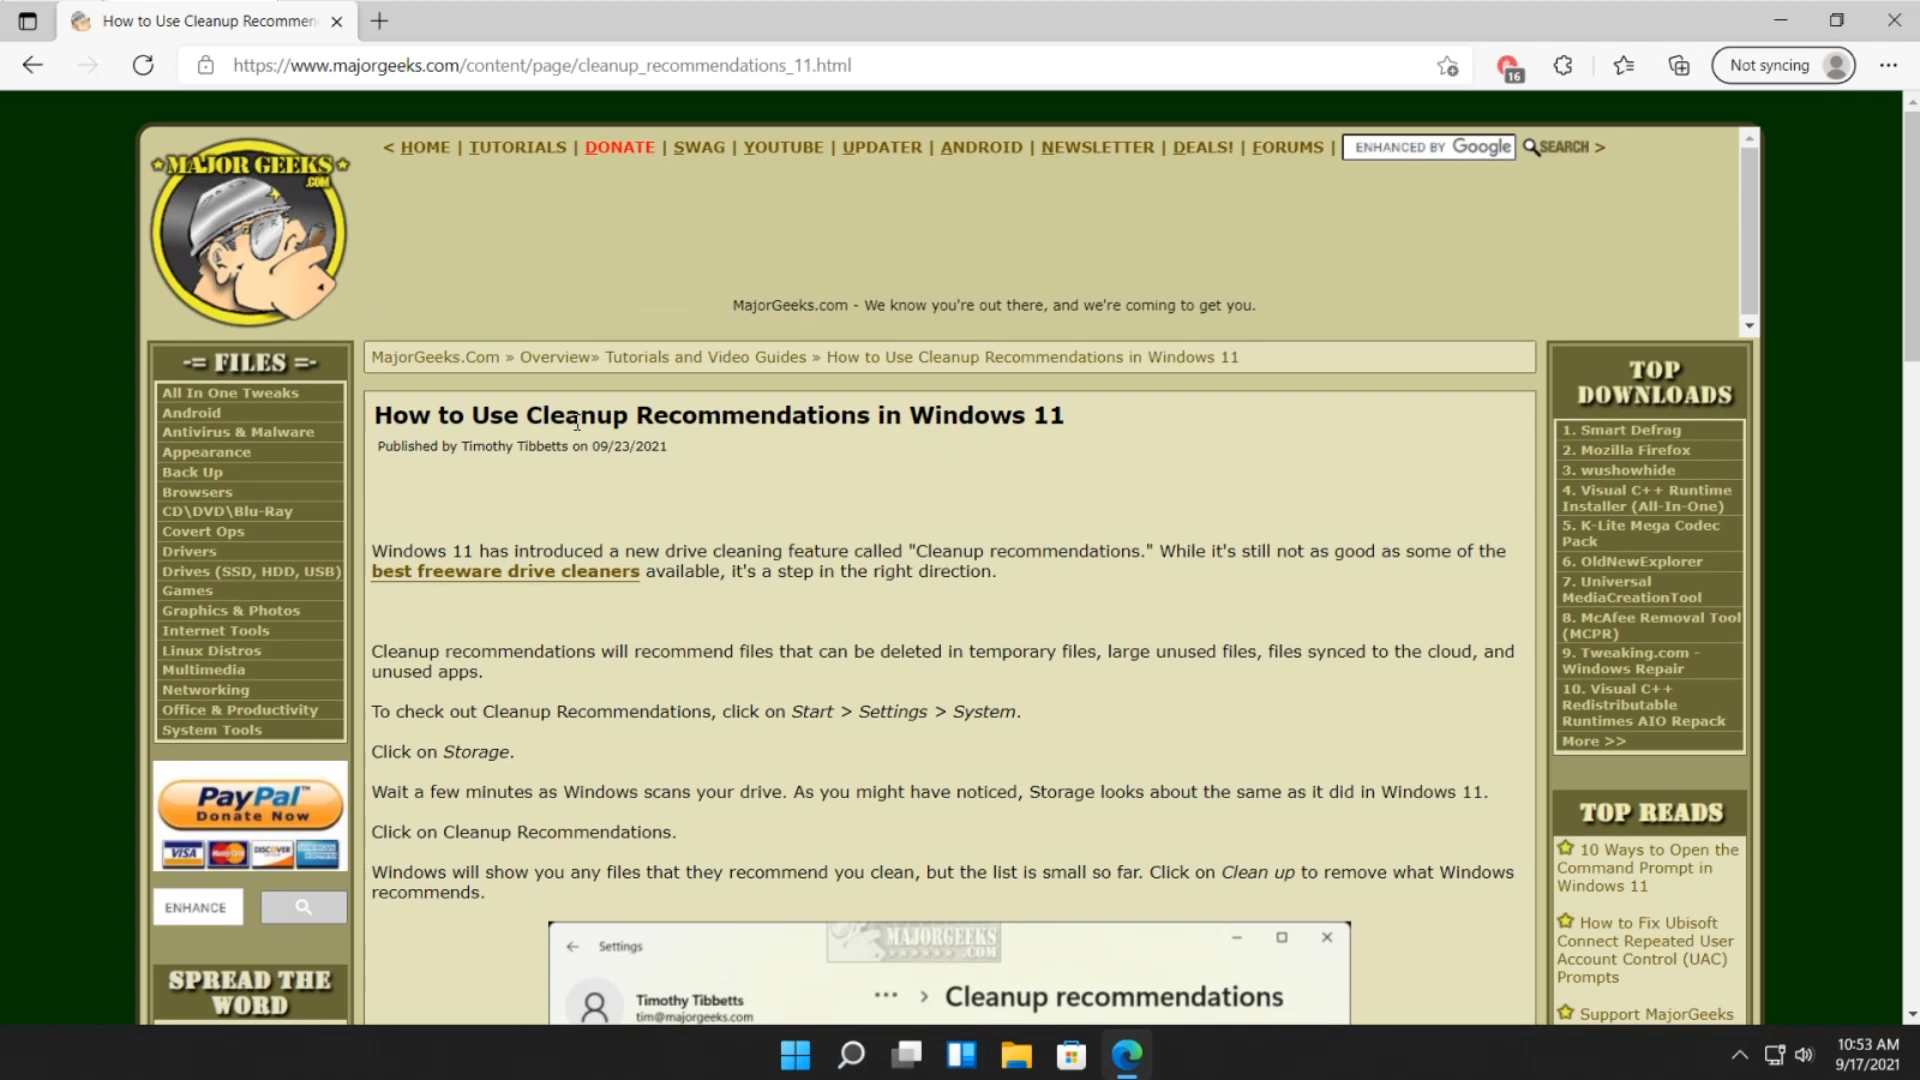 How to Use Cleanup Recommen
https://www.majorgeeks.com/content/page/cleanup_recommendations_11.html
16
Not syncing
MAJOR GEEKS
.COM
< HOME | TUTORIALS | DONATE | SWAG | YOUTUBE | UPDATER | ANDROID | NEWSLETTER | DEALS! | FORUMS | ENHANCED BY Google SEARCH >
MajorGeeks.com - We know you're out there, and we're coming to get you.
-= FILES =-
All In One Tweaks
Android
Antivirus & Malware
Appearance
Back Up
Browsers
CD\DVD\Blu-Ray
Covert Ops
Drivers
Drives (SSD, HDD, USB)
Games
Graphics & Photos
Internet Tools
Linux Distros
Multimedia
Networking
Office & Productivity
System Tools
PayPal™
Donate Now
VISA
DISCOVER
ENHANCE
SPREAD THE
WORD
MajorGeeks.Com » Overview» Tutorials and Video Guides » How to Use Cleanup Recommendations in Windows 11
How to Use Cleanup Recommendations in Windows 11
Published by Timothy Tibbetts on 09/23/2021
Windows 11 has introduced a new drive cleaning feature called "Cleanup recommendations." While it's still not as good as some of the
best freeware drive cleaners available, it's a step in the right direction.
Cleanup recommendations will recommend files that can be deleted in temporary files, large unused files, files synced to the cloud, and
unused apps.
To check out Cleanup Recommendations, click on Start > Settings > System.
Click on Storage.
Wait a few minutes as Windows scans your drive. As you might have noticed, Storage looks about the same as it did in Windows 11.
Click on Cleanup Recommendations.
Windows will show you any files that they recommend you clean, but the list is small so far. Click on Clean up to remove what Windows
recommends.
Settings
MAJORGEEKS
.COM
Timothy Tibbetts
tim@majorgeeks.com
··· > Cleanup recommendations
TOP
DOWNLOADS
1. Smart Defrag
2. Mozilla Firefox
3. wushowhide
4. Visual C++ Runtime
Installer (All-In-One)
5. K-Lite Mega Codec
Pack
6. OldNewExplorer
7. Universal
MediaCreationTool
8. McAfee Removal Tool
(MCPR)
9. Tweaking.com -
Windows Repair
10. Visual C++
Redistributable
Runtimes AIO Repack
More >>
TOP READS
10 Ways to Open the
Command Prompt in
Windows 11
How to Fix Ubisoft
Connect Repeated User
Account Control (UAC)
Prompts
Support MajorGeeks
10:53 AM
9/17/2021